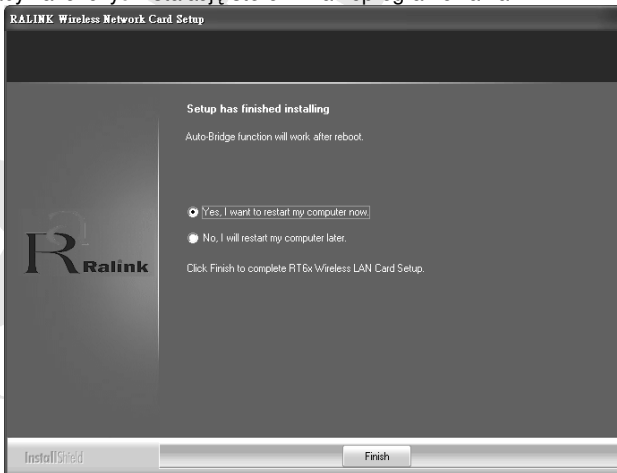 RALINK Wireless Network Card Setup
Setup has finished installing
Auto-Bridge function will work after reboot.
Yes, I want to restart my computer now.
No, I will restart my computer later.
Ralink
Click Finish to complete RT6x Wireless LAN Card Setup.
InstallShield
Finish